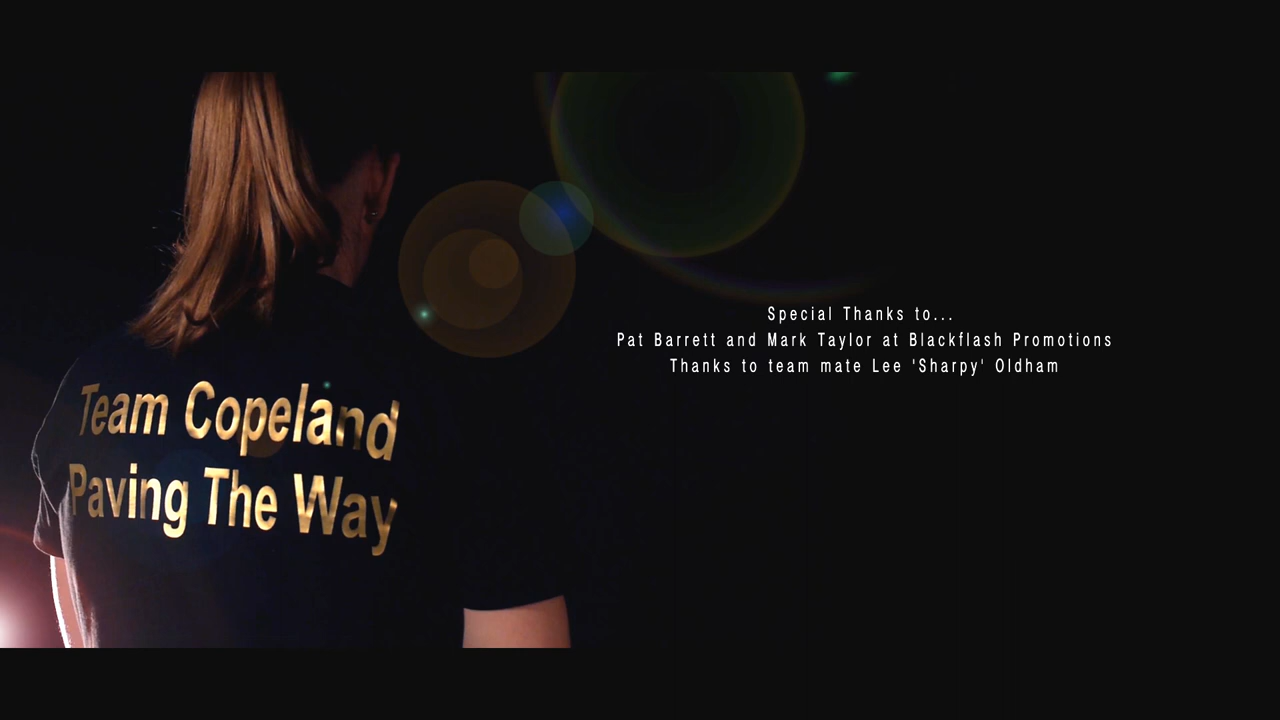 Team Copeland
Paving The Way
Special Thanks to...
Pat Barrett and Mark Taylor at Blackflash Promotions
Thanks to team mate Lee 'Sharpy' Oldham